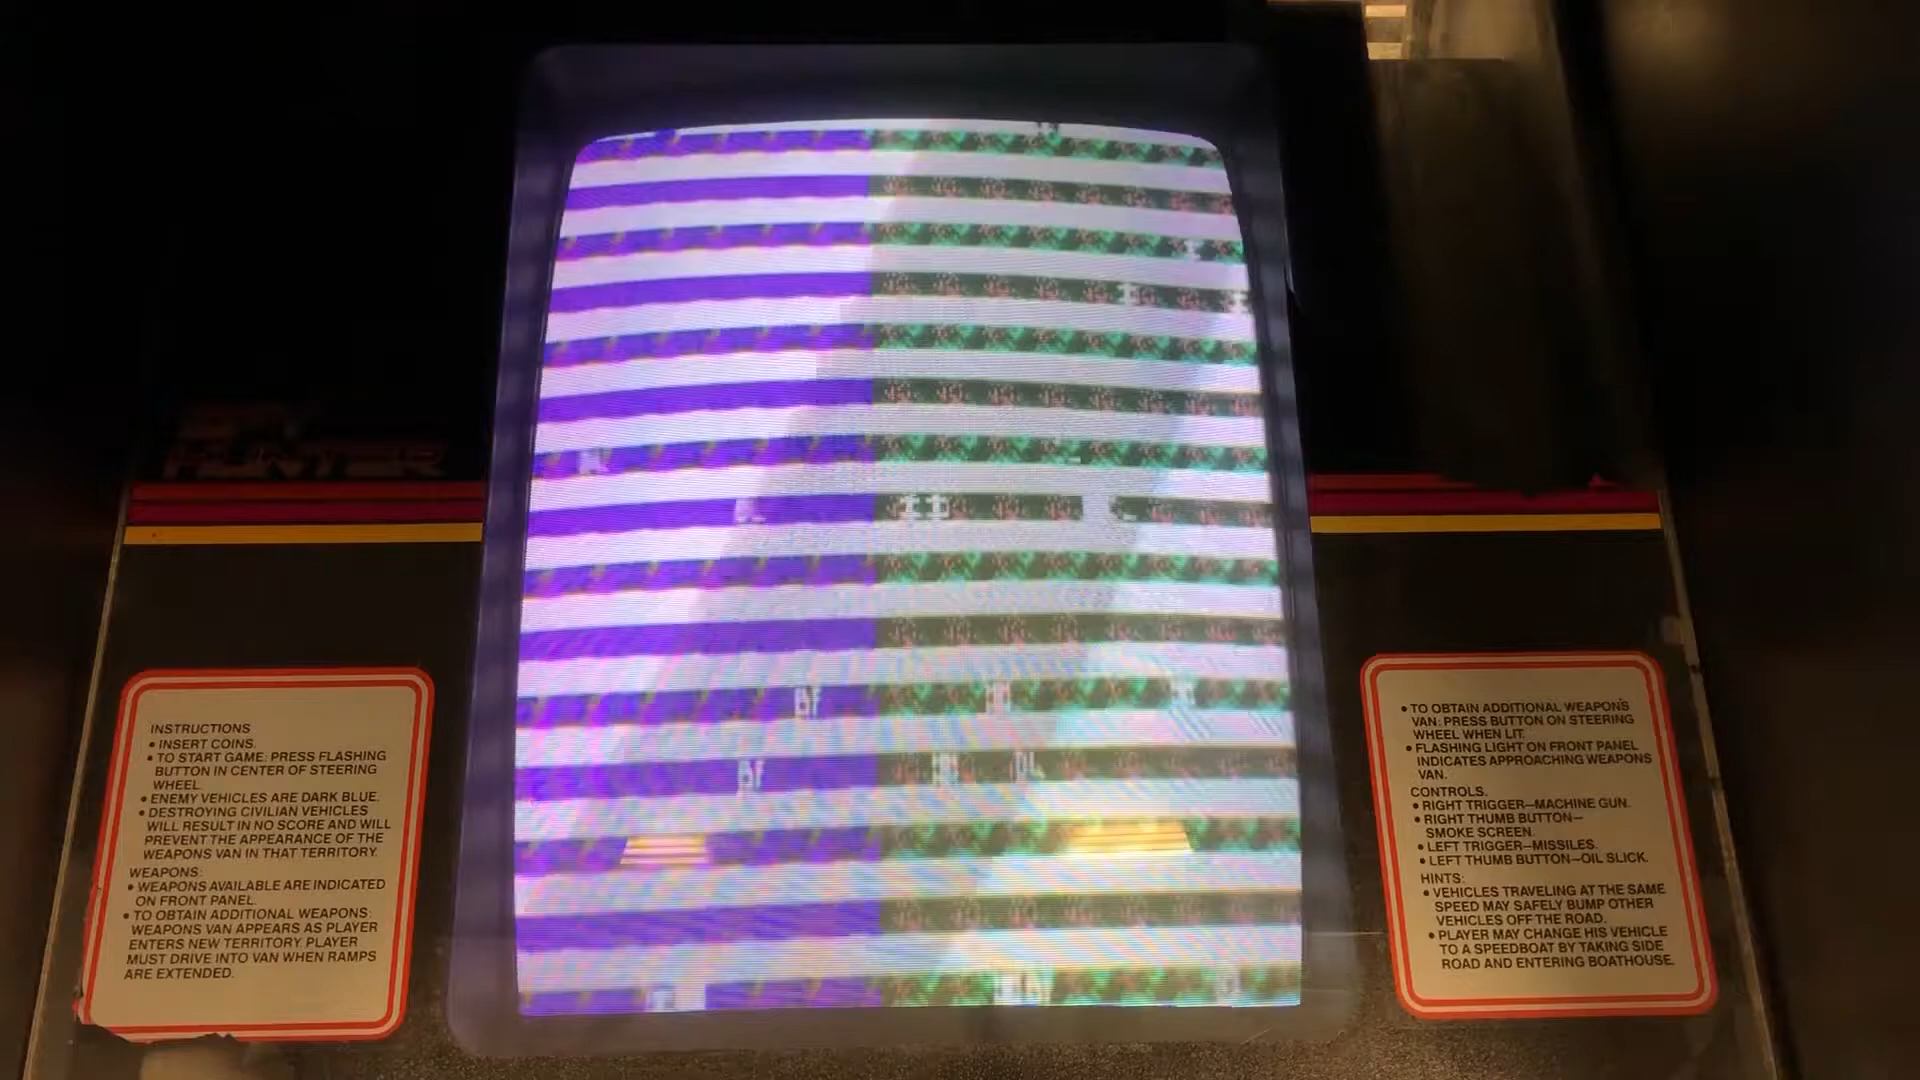 HUNTER
INSTRUCTIONS
• INSERT COINS.
• TO START GAME: PRESS FLASHING
BUTTON IN CENTER OF STEERING
WHEEL.
• ENEMY VEHICLES ARE DARK BLUE.
• DESTROYING CIVILIAN VEHICLES
WILL RESULT IN NO SCORE AND WILL
PREVENT THE APPEARANCE OF THE
WEAPONS VAN IN THAT TERRITORY.
WEAPONS:
• WEAPONS AVAILABLE ARE INDICATED
ON FRONT PANEL.
• TO OBTAIN ADDITIONAL WEAPONS:
WEAPONS VAN APPEARS AS PLAYER
ENTERS NEW TERRITORY. PLAYER
MUST DRIVE INTO VAN WHEN RAMPS
ARE EXTENDED.
• TO OBTAIN ADDITIONAL WEAPON'S
VAN: PRESS BUTTON ON STEERING
WHEEL WHEN LIT.
• FLASHING LIGHT ON FRONT PANEL
INDICATES APPROACHING WEAPONS
VAN.
CONTROLS.
• RIGHT TRIGGER—MACHINE GUN.
• RIGHT THUMB BUTTON—
SMOKE SCREEN.
• LEFT TRIGGER—MISSILES.
• LEFT THUMB BUTTON—OIL SLICK.
HINTS:
• VEHICLES TRAVELING AT THE SAME
SPEED MAY SAFELY BUMP OTHER
VEHICLES OFF THE ROAD.
• PLAYER MAY CHANGE HIS VEHICLE
TO A SPEEDBOAT BY TAKING SIDE
ROAD AND ENTERING BOATHOUSE.